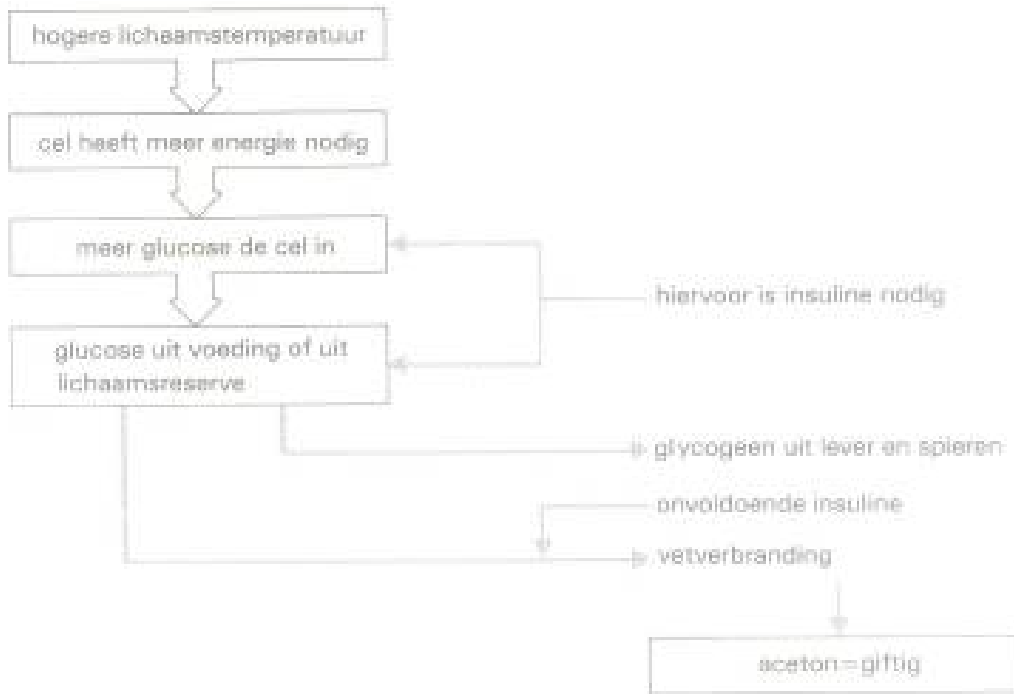 hogere lichaamstemperatuur
cel heeft meer energie nodig
meer glucose de cel in
hiervoor is insuline nodig
glucose uit voeding of uit
lichaamsreserve
glycogeen uit lever en spieren
onvoldoende insuline
vetverbranding
aceton=giftig